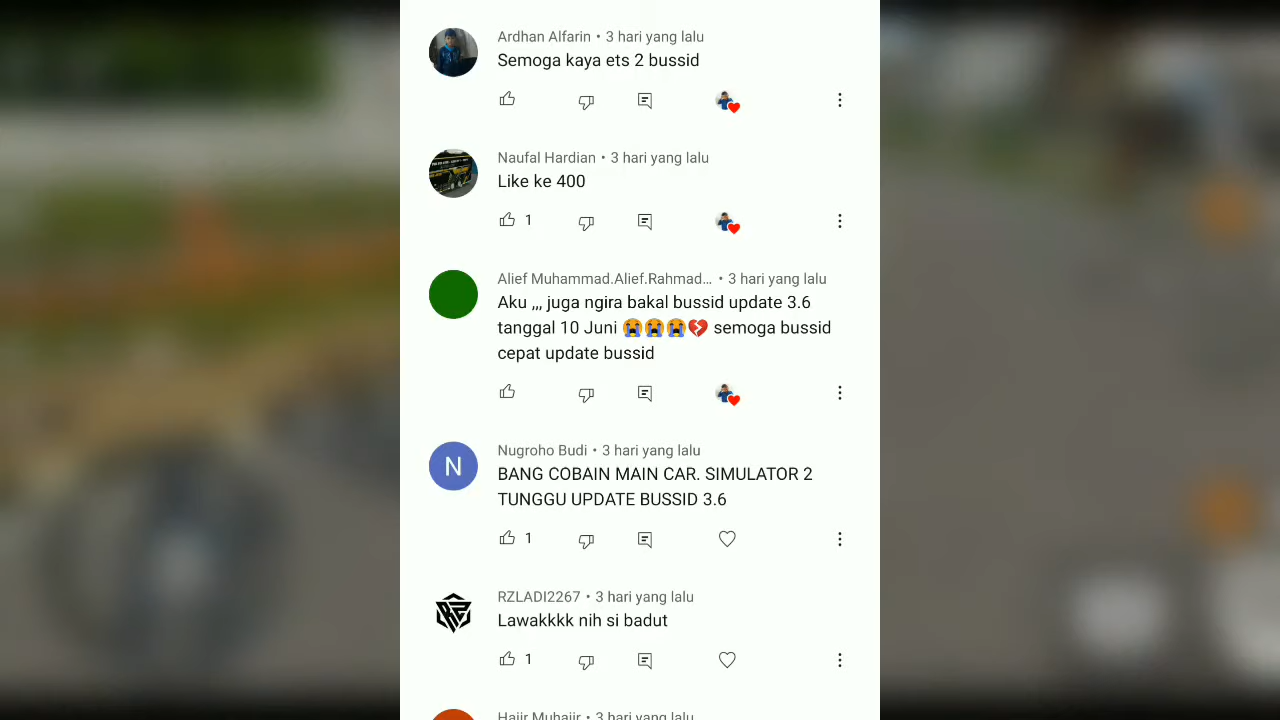 Ardhan Alfarin • 3 hari yang lalu
Semoga kaya ets 2 bussid
Naufal Hardian • 3 hari yang lalu
Like ke 400
1
Alief Muhammad.Alief.Rahmad... • 3 hari yang lalu
Aku ,,, juga ngira bakal bussid update 3.6
tanggal 10 Juni 😭😭😭💔 semoga bussid
cepat update bussid
N
Nugroho Budi • 3 hari yang lalu
BANG COBAIN MAIN CAR. SIMULATOR 2
TUNGGU UPDATE BUSSID 3.6
1
RZLADI2267 • 3 hari yang lalu
Lawakkkk nih si badut
1
Hajir Muhajir • 3 hari yang lalu